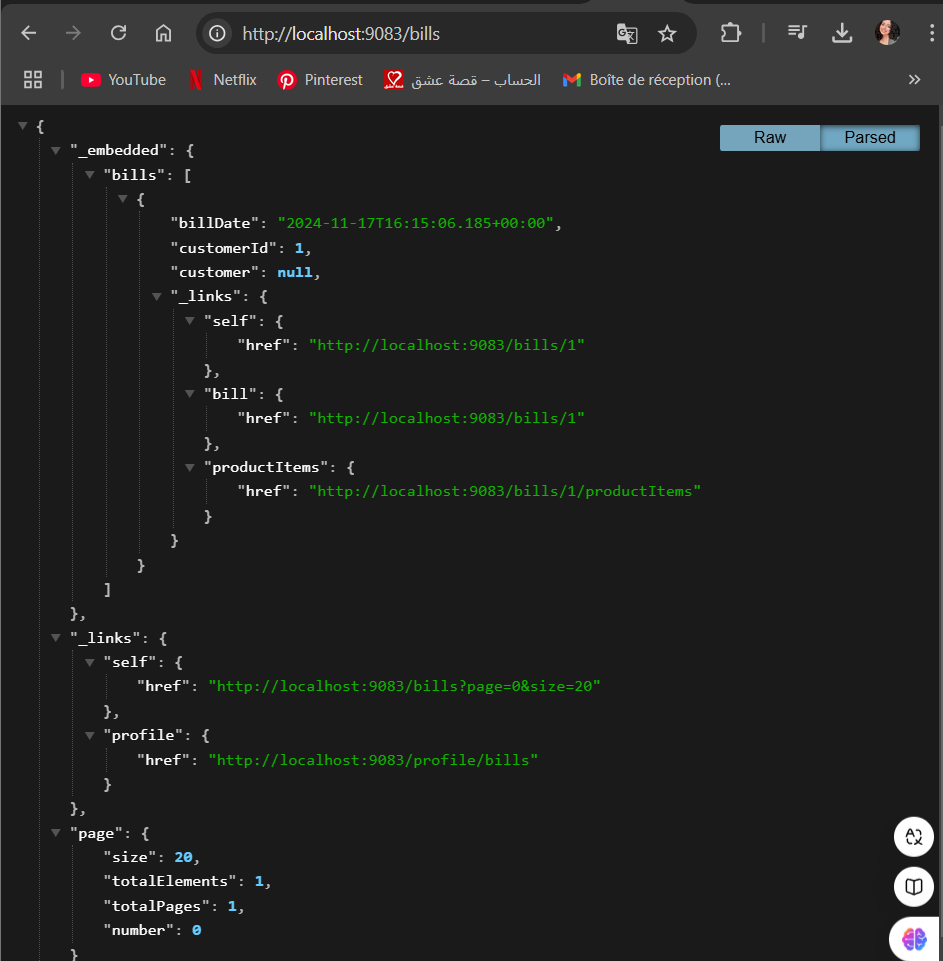 http://localhost:9083/bills
YouTube Netflix Pinterest الحساب – قصة عشق Boîte de réception (...
Raw Parsed
{
"_embedded": {
"bills": [
{
"billDate": "2024-11-17T16:15:06.185+00:00",
"customerId": 1,
"customer": null,
"_links": {
"self": {
"href": "http://localhost:9083/bills/1"
},
"bill": {
"href": "http://localhost:9083/bills/1"
},
"productItems": {
"href": "http://localhost:9083/bills/1/productItems"
}
}
}
]
},
"_links": {
"self": {
"href": "http://localhost:9083/bills?page=0&size=20"
},
"profile": {
"href": "http://localhost:9083/profile/bills"
}
},
"page": {
"size": 20,
"totalElements": 1,
"totalPages": 1,
"number": 0
}